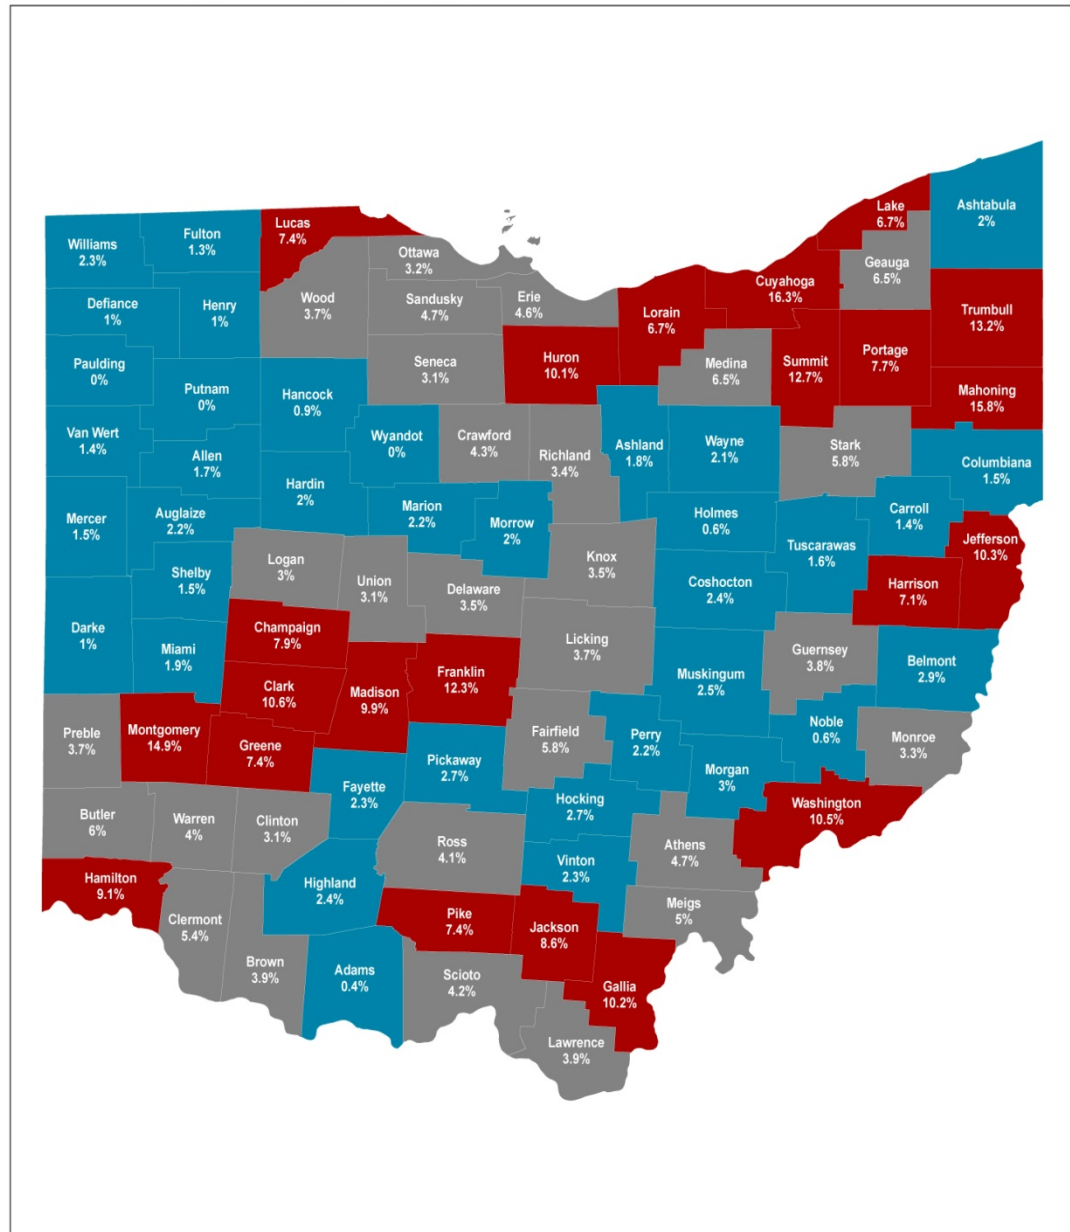 Ashtabula
2%
Lake
6.7%
Lucas
7.4%
Fulton
1.3%
Williams
2.3%
Ottawa
3.2%
Geauga
6.5%
Cuyahoga
16.3%
Wood
3.7%
Sandusky
4.7%
Erie
4.6%
Defiance
1%
Henry
1%
Lorain
6.7%
Trumbull
13.2%
Huron
10.1%
Medina
6.5%
Summit
12.7%
Portage
7.7%
Seneca
3.1%
Paulding
0%
Putnam
0%
Hancock
0.9%
Mahoning
15.8%
Van Wert
1.4%
Allen
1.7%
Wyandot
0%
Crawford
4.3%
Richland
3.4%
Ashland
1.8%
Wayne
2.1%
Stark
5.8%
Columbiana
1.5%
Hardin
2%
Mercer
1.5%
Auglaize
2.2%
Marion
2.2%
Morrow
2%
Holmes
0.6%
Carroll
1.4%
Tuscarawas
1.6%
Jefferson
10.3%
Logan
3%
Knox
3.5%
Shelby
1.5%
Union
3.1%
Delaware
3.5%
Coshocton
2.4%
Harrison
7.1%
Darke
1%
Champaign
7.9%
Miami
1.9%
Licking
3.7%
Guernsey
3.8%
Belmont
2.9%
Clark
10.6%
Madison
9.9%
Franklin
12.3%
Muskingum
2.5%
Preble
3.7%
Montgomery
14.9%
Greene
7.4%
Fairfield
5.8%
Perry
2.2%
Noble
0.6%
Monroe
3.3%
Pickaway
2.7%
Morgan
3%
Fayette
2.3%
Hocking
2.7%
Washington
10.5%
Butler
6%
Warren
4%
Clinton
3.1%
Ross
4.1%
Vinton
2.3%
Athens
4.7%
Hamilton
9.1%
Highland
2.4%
Meigs
5%
Clermont
5.4%
Pike
7.4%
Jackson
8.6%
Brown
3.9%
Adams
0.4%
Scioto
4.2%
Gallia
10.2%
Lawrence
3.9%